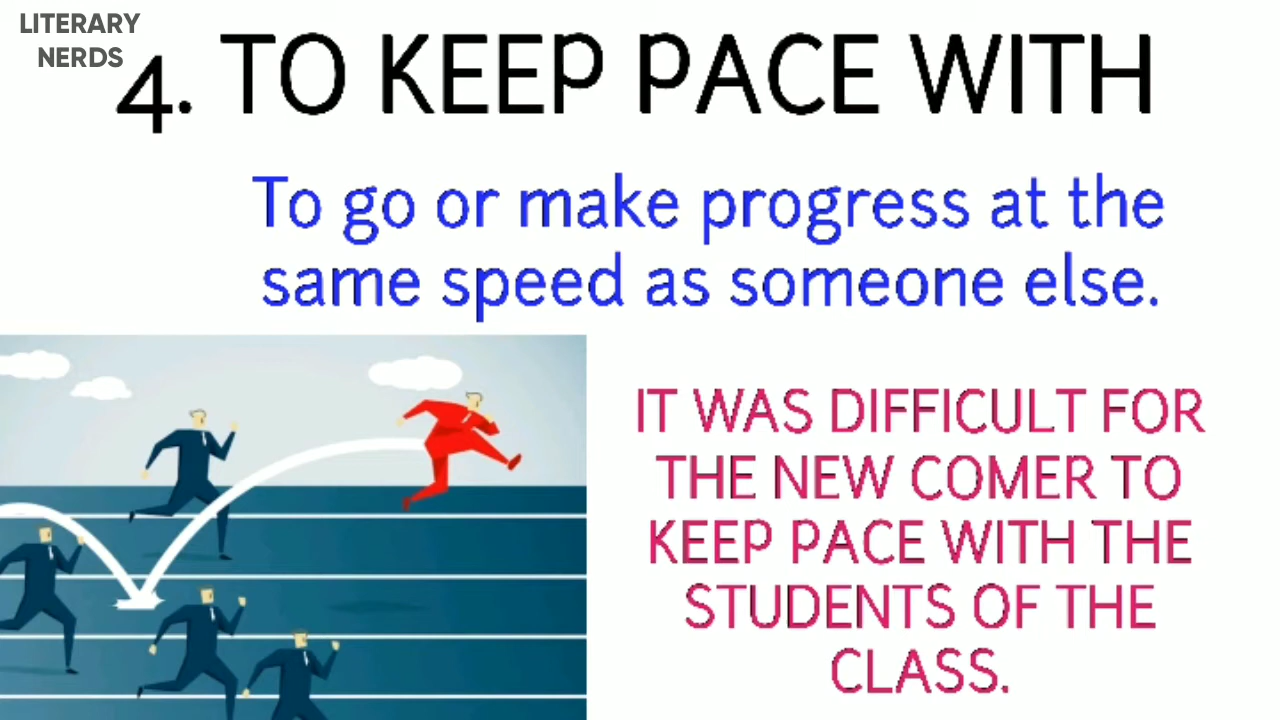 LITERARY
NERDS
4. TO KEEP PACE WITH
To go or make progress at the
same speed as someone else.
IT WAS DIFFICULT FOR
THE NEW COMER TO
KEEP PACE WITH THE
STUDENTS OF THE
CLASS.